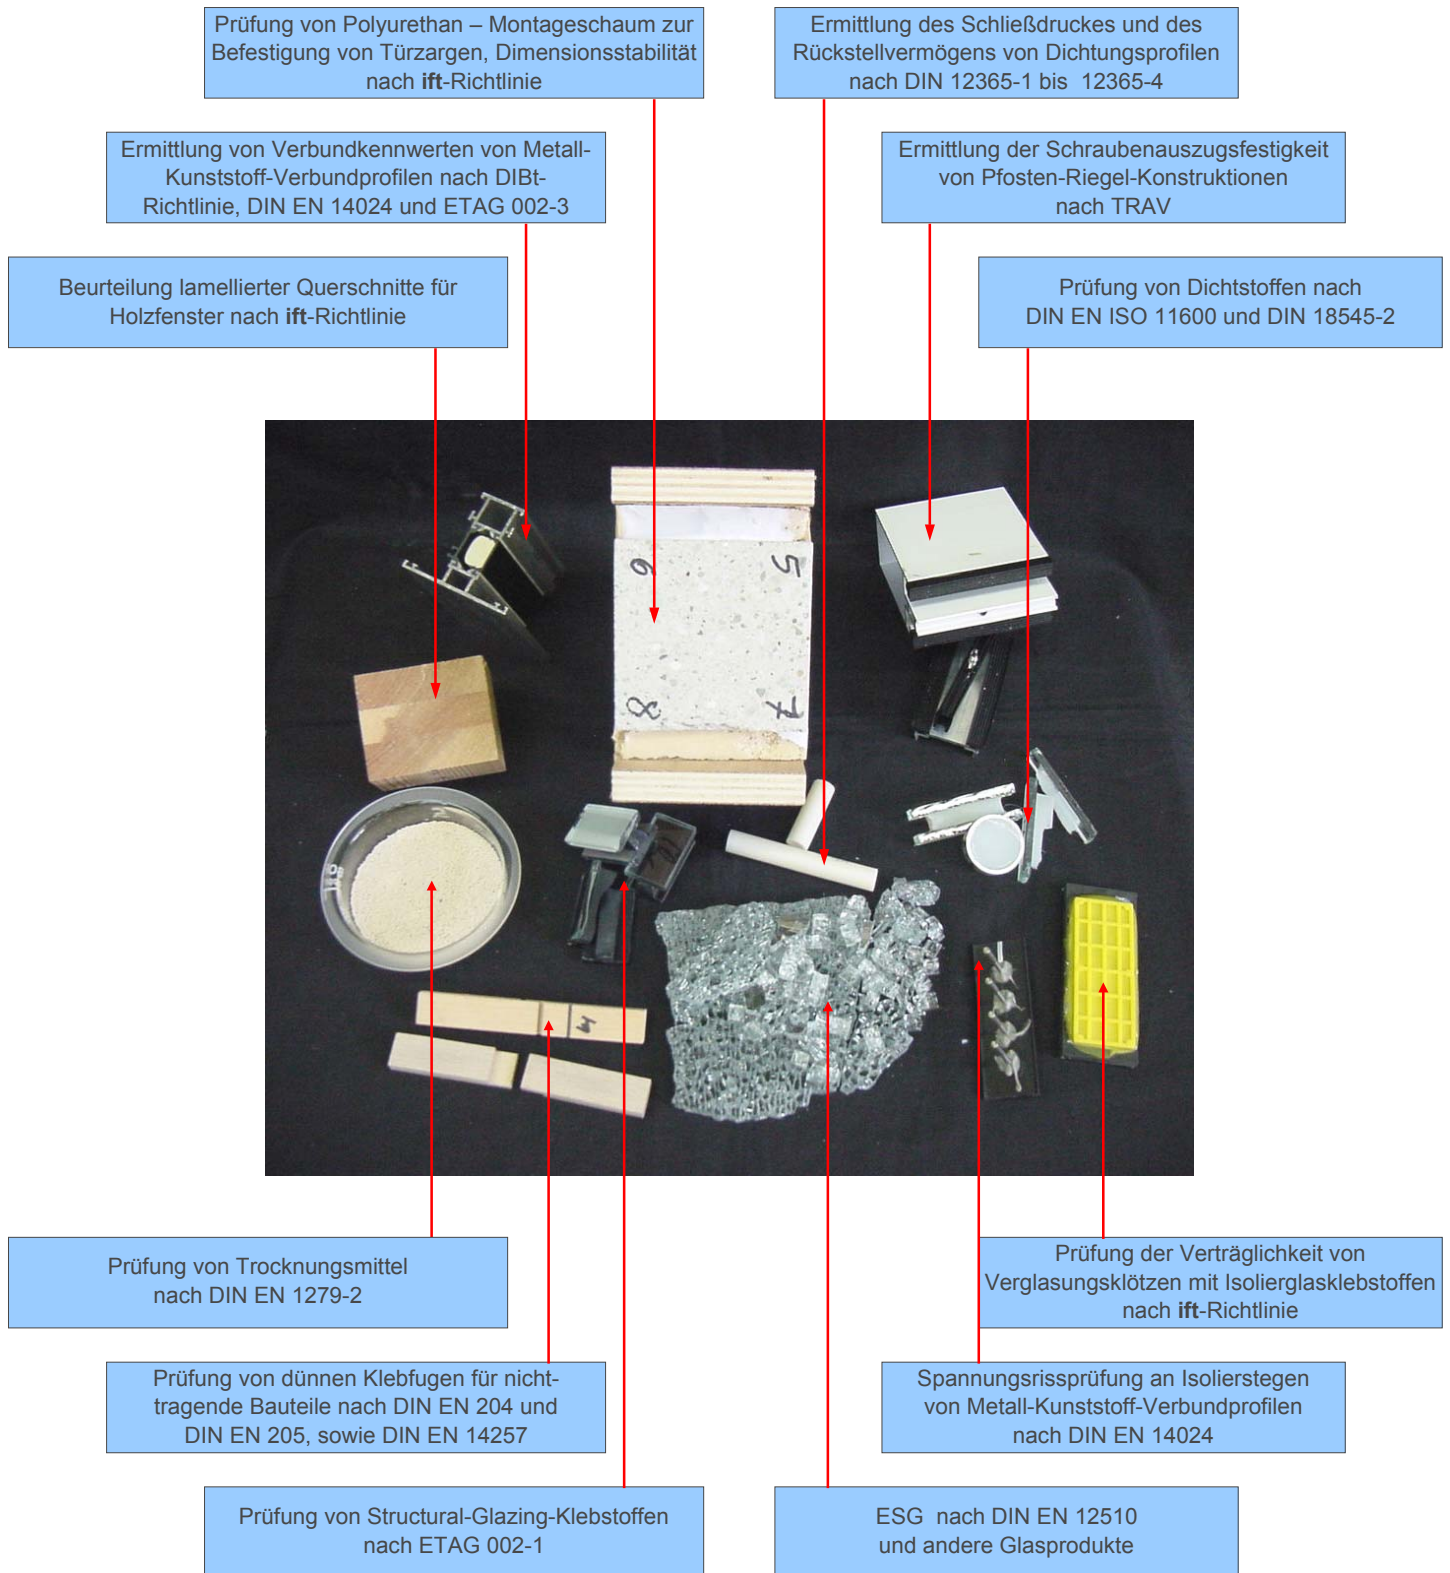 Prüfung von Polyurethan – Montageschaum zur
Befestigung von Türzargen, Dimensionsstabilität
nach ift-Richtlinie
Ermittlung des Schließdruckes und des
Rückstellvermögens von Dichtungsprofilen
nach DIN 12365-1 bis 12365-4
Ermittlung von Verbundkennwerten von Metall-
Kunststoff-Verbundprofilen nach DIBt-
Richtlinie, DIN EN 14024 und ETAG 002-3
Ermittlung der Schraubenauszugsfestigkeit
von Pfosten-Riegel-Konstruktionen
nach TRAV
Beurteilung lamellierter Querschnitte für
Holzfenster nach ift-Richtlinie
Prüfung von Dichtstoffen nach
DIN EN ISO 11600 und DIN 18545-2
6 5
8 7
4
Prüfung von Trocknungsmittel
nach DIN EN 1279-2
Prüfung der Verträglichkeit von
Verglasungsklötzen mit Isolierglasklebstoffen
nach ift-Richtlinie
Prüfung von dünnen Klebfugen für nicht-
tragende Bauteile nach DIN EN 204 und
DIN EN 205, sowie DIN EN 14257
Spannungsrissprüfung an Isolierstegen
von Metall-Kunststoff-Verbundprofilen
nach DIN EN 14024
Prüfung von Structural-Glazing-Klebstoffen
nach ETAG 002-1
ESG nach DIN EN 12510
und andere Glasprodukte